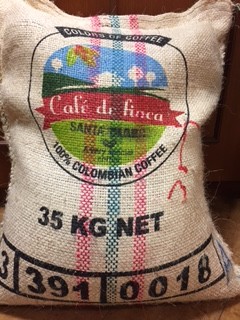 COLORS OF COFFEE
Café de finca
SANTA
100% COLOMBIAN COFFEE
35 KG NET
3 391 0018